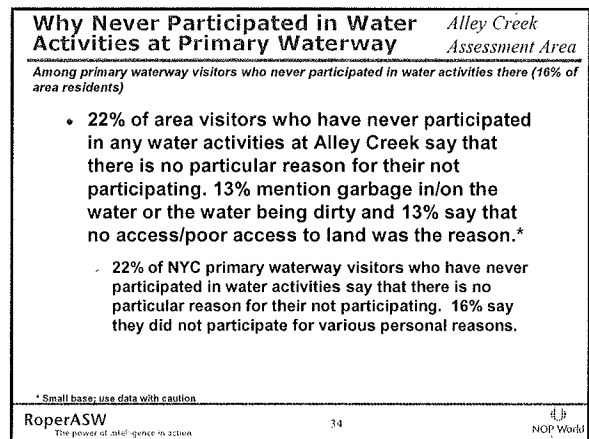 Why Never Participated in Water
Activities at Primary Waterway
Alley Creek
Assessment Area
Among primary waterway visitors who never participated in water activities there (16% of
area residents)
• 22% of area visitors who have never participated
in any water activities at Alley Creek say that
there is no particular reason for their not
participating. 13% mention garbage in/on the
water or the water being dirty and 13% say that
no access/poor access to land was the reason.*
22% of NYC primary waterway visitors who have never
participated in water activities say that there is no
particular reason for their not participating. 16% say
they did not participate for various personal reasons.
* Small base; use data with caution
RoperASW
The power of intelligence in action
34
NOP World